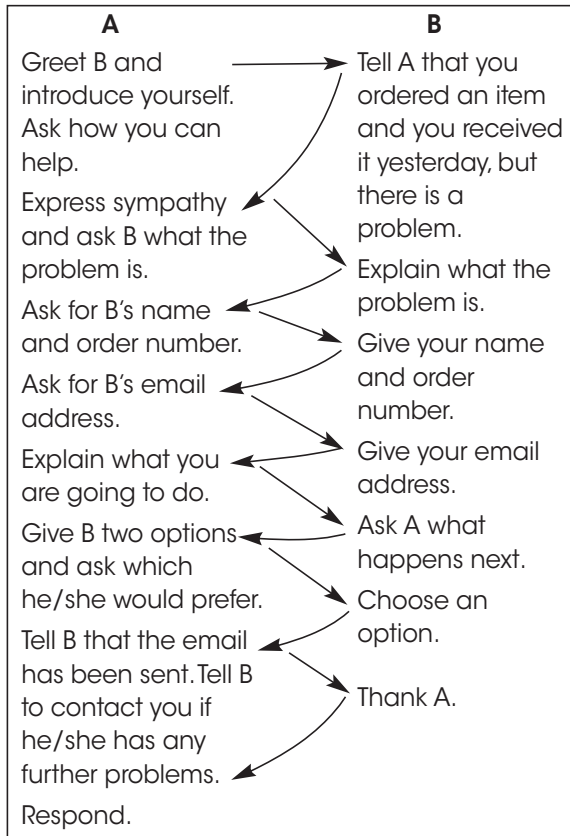 A
Greet B and
introduce yourself.
Ask how you can
help.
Express sympathy
and ask B what the
problem is.
Ask for B's name
and order number.
Ask for B's email
address.
Explain what you
are going to do.
Give B two options
and ask which
he/she would prefer.
Tell B that the email
has been sent. Tell B
to contact you if
he/she has any
further problems.
Respond.
B
Tell A that you
ordered an item
and you received
it yesterday, but
there is a
problem.
Explain what the
problem is.
Give your name
and order
number.
Give your email
address.
Ask A what
happens next.
Choose an
option.
Thank A.